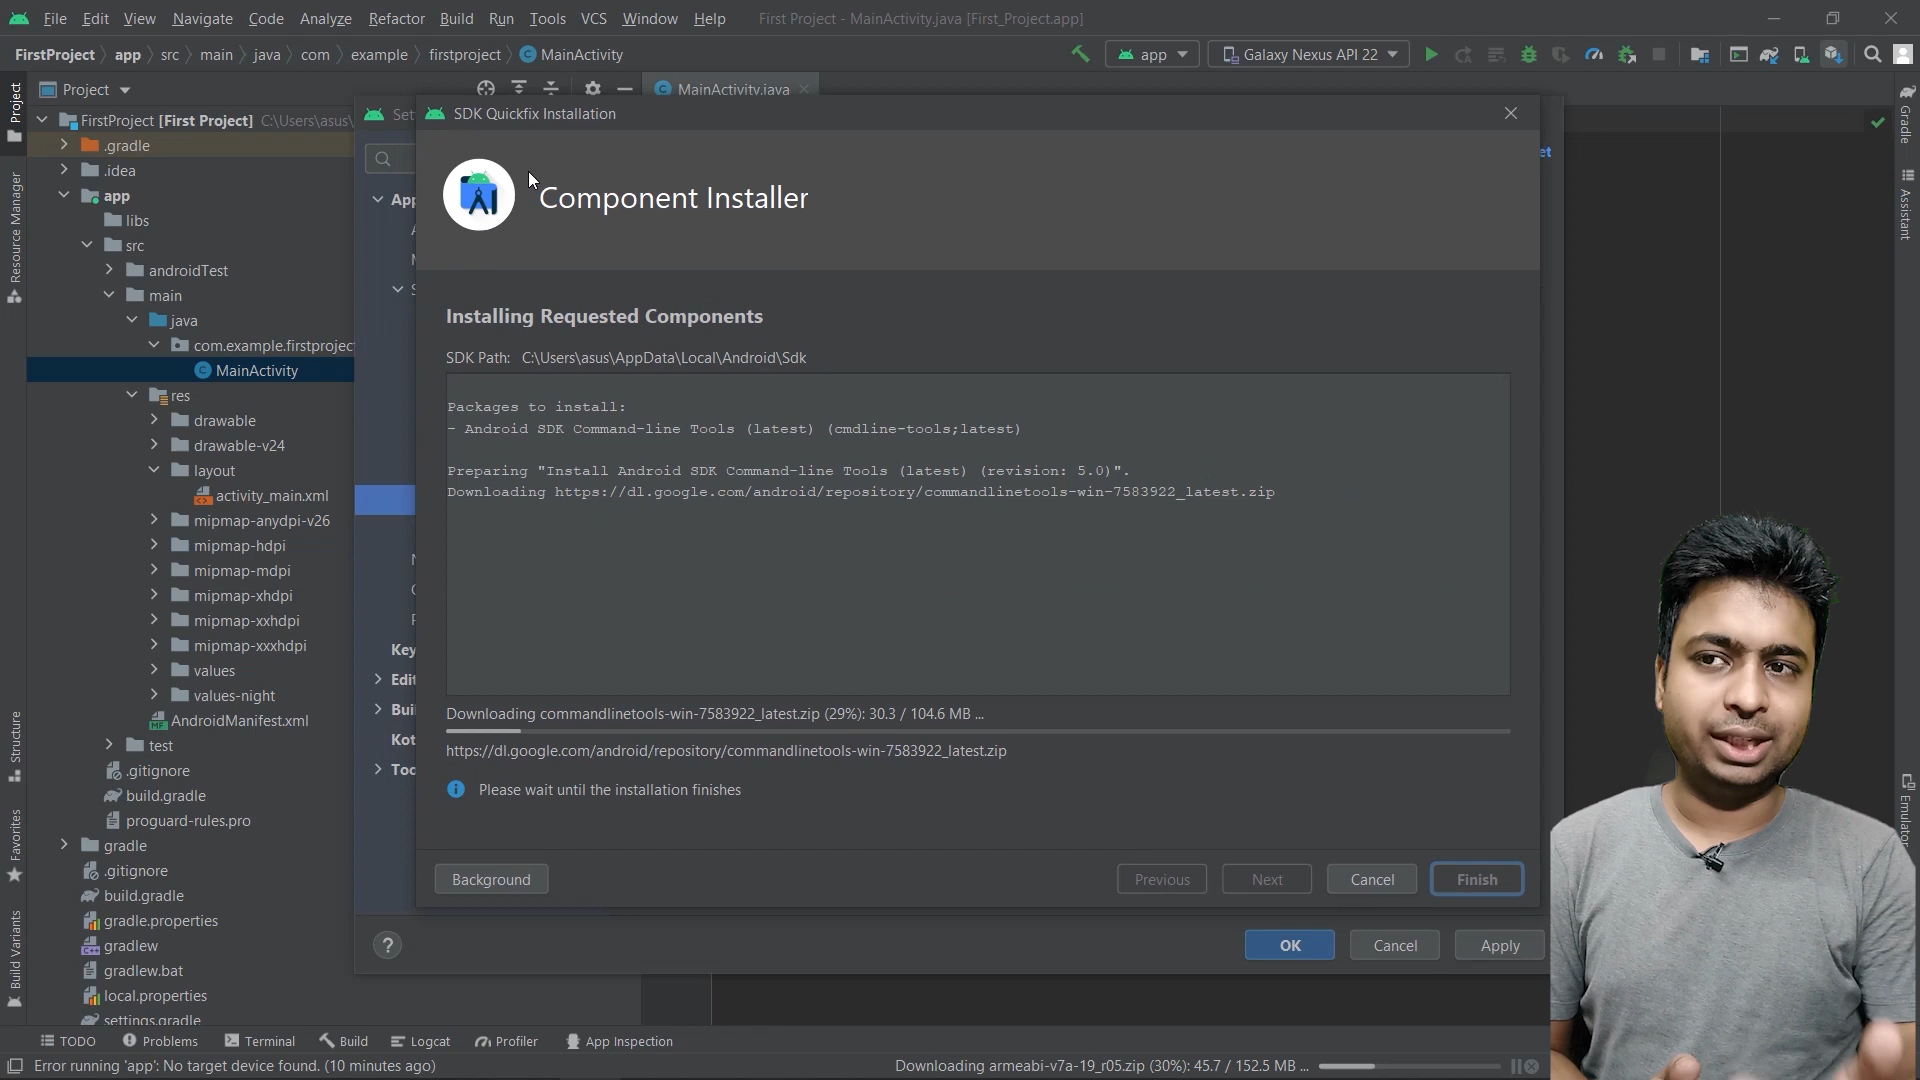 File Edit View Navigate Code Analyze Refactor Build Run Tools VCS Window Help First Project - MainActivity.java [First_Project.app]
FirstProject app src main java com example firstproject MainActivity app Galaxy Nexus API 22
Project
MainActivity.java
FirstProject [First Project] C:\Users\asus\
.gradle
.idea
app
libs
src
androidTest
main
java
com.example.firstproject
MainActivity
res
drawable
drawable-v24
layout
activity_main.xml
mipmap-anydpi-v26
mipmap-hdpi
mipmap-mdpi
mipmap-xhdpi
mipmap-xxhdpi
mipmap-xxxhdpi
values
values-night
AndroidManifest.xml
test
.gitignore
build.gradle
proguard-rules.pro
gradle
.gitignore
build.gradle
gradle.properties
gradlew
gradlew.bat
local.properties
settings.gradle
Project
Resource Manager
Structure
Favorites
Build Variants
Set
App
Key
Edit
Bui
Kot
Too
SDK Quickfix Installation
Component Installer
Installing Requested Components
SDK Path: C:\Users\asus\AppData\Local\Android\Sdk
Packages to install:
- Android SDK Command-line Tools (latest) (cmdline-tools;latest)
Preparing "Install Android SDK Command-line Tools (latest) (revision: 5.0)".
Downloading https://dl.google.com/android/repository/commandlinetools-win-7583922_latest.zip
Downloading commandlinetools-win-7583922_latest.zip (29%): 30.3 / 104.6 MB ...
https://dl.google.com/android/repository/commandlinetools-win-7583922_latest.zip
Please wait until the installation finishes
Background Previous Next Cancel Finish
? OK Cancel Apply
et
Gradle
Assistant
Emulator
TODO Problems Terminal Build Logcat Profiler App Inspection
Error running 'app': No target device found. (10 minutes ago) Downloading armeabi-v7a-19_r05.zip (30%): 45.7 / 152.5 MB ...